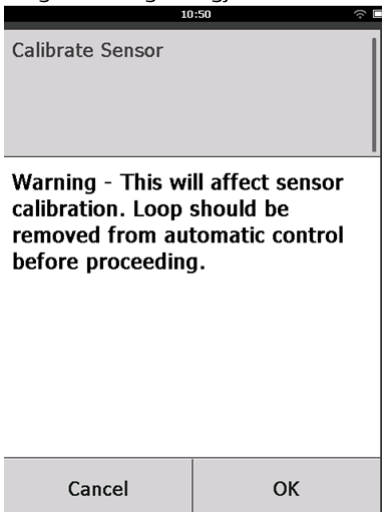 10:50
Calibrate Sensor
Warning - This will affect sensor
calibration. Loop should be
removed from automatic control
before proceeding.
Cancel
OK